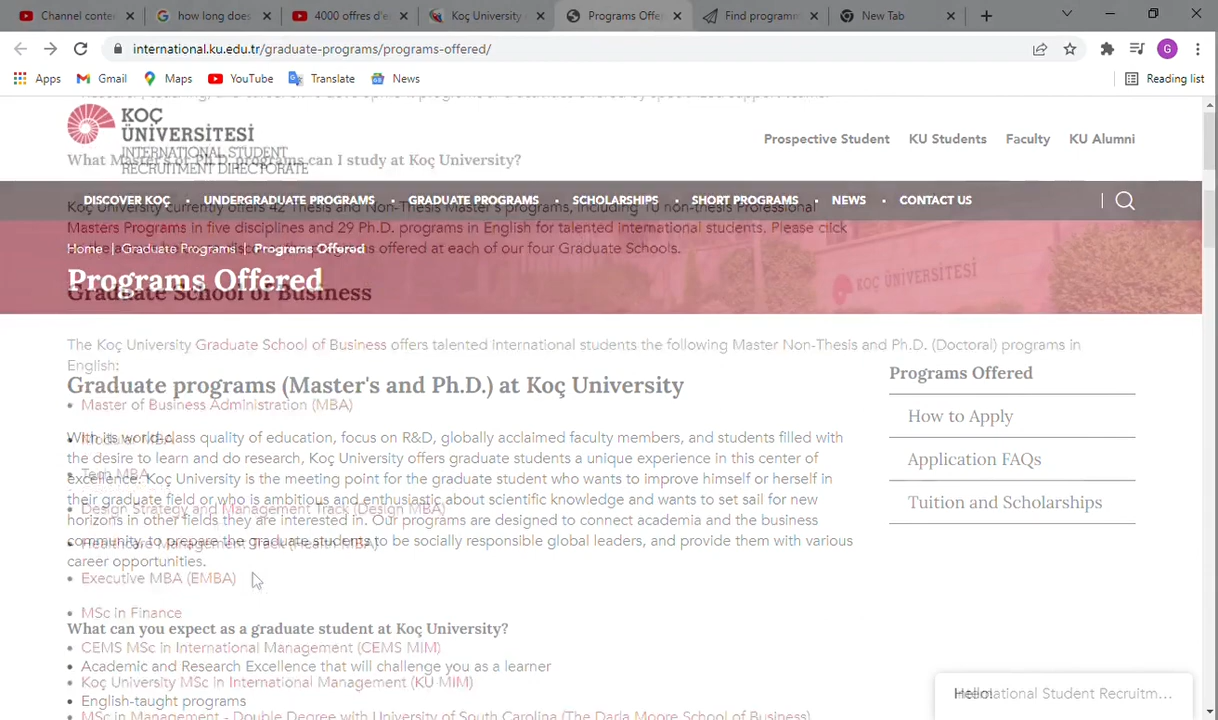 Channel conte
how long does
4000 offres d'e
Koç University
Programs Offe
Find programm
New Tab
international.ku.edu.tr/graduate-programs/programs-offered/
G
Apps
Gmail
Maps
YouTube
Translate
News
Reading list
KOÇ
ÜNİVERSİTESİ
INTERNATIONAL STUDENT
RECRUITMENT DIRECTORATE
Prospective Student
KU Students
Faculty
KU Alumni
What Master's or Ph.D. programs can I study at Koç University?
DISCOVER KOÇ
UNDERGRADUATE PROGRAMS
GRADUATE PROGRAMS
SCHOLARSHIPS
SHORT PROGRAMS
NEWS
CONTACT US
Koç University currently offers 42 Thesis and Non-Thesis Master's programs, including 10 non-thesis Professional
Masters Programs in five disciplines and 29 Ph.D. programs in English for talented international students. Please click
programs offered at each of our four Graduate Schools.
Home | Graduate Programs | Programs Offered
Programs Offered
Graduate School of Business
KOÇ ÜNİVERSİTESİ
The Koç University Graduate School of Business offers talented international students the following Master Non-Thesis and Ph.D. (Doctoral) programs in
English:
Graduate programs (Master's and Ph.D.) at Koç University
Programs Offered
How to Apply
Application FAQs
Tuition and Scholarships
• Master of Business Administration (MBA)
• Modular MBA
With its world-class quality of education, focus on R&D, globally acclaimed faculty members, and students filled with
the desire to learn and do research, Koç University offers graduate students a unique experience in this center of
• Tech MBA
excellence. Koç University is the meeting point for the graduate student who wants to improve himself or herself in
their graduate field or who is ambitious and enthusiastic about scientific knowledge and wants to set sail for new
• Design Strategy and Management Track (Design MBA)
horizons in other fields they are interested in. Our programs are designed to connect academia and the business
community, to prepare the graduate students to be socially responsible global leaders, and provide them with various
• Healthcare Management Track (Health MBA)
career opportunities.
• Executive MBA (EMBA)
• MSc in Finance
What can you expect as a graduate student at Koç University?
• CEMS MSc in International Management (CEMS MIM)
• Academic and Research Excellence that will challenge you as a learner
• Koç University MSc in International Management (KU MIM)
• English-taught programs
• MSc in Management - Double Degree with University of South Carolina (The Darla Moore School of Business)
Hello!
International Student Recruitm...